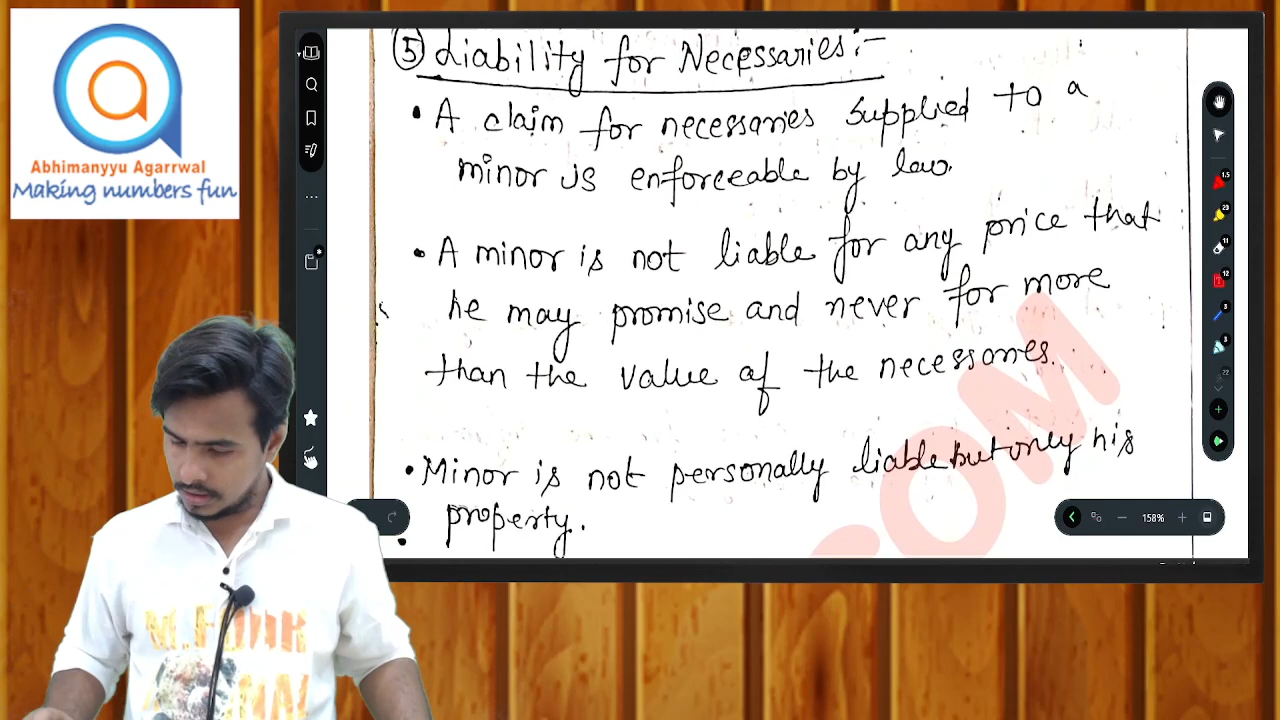 Abhimanyyu Agarrwal
Making numbers fun
⑤ Liability for Necessaries:-
• A claim for necessaries supplied to a
minor is enforceable by law.
• A minor is not liable for any price that
he may promise and never for more
than the value of the necessaries.
• Minor is not personally liable but only his
property.
COM
158%